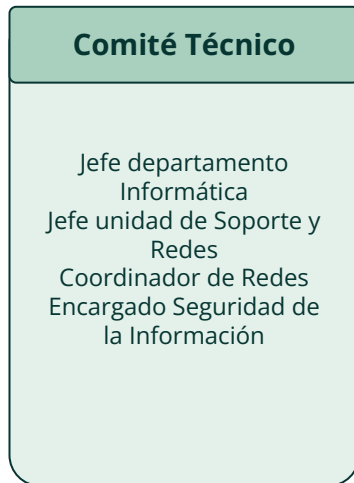 Comité Técnico
Jefe departamento
Informática
Jefe unidad de Soporte y
Redes
Coordinador de Redes
Encargado Seguridad de
la Información